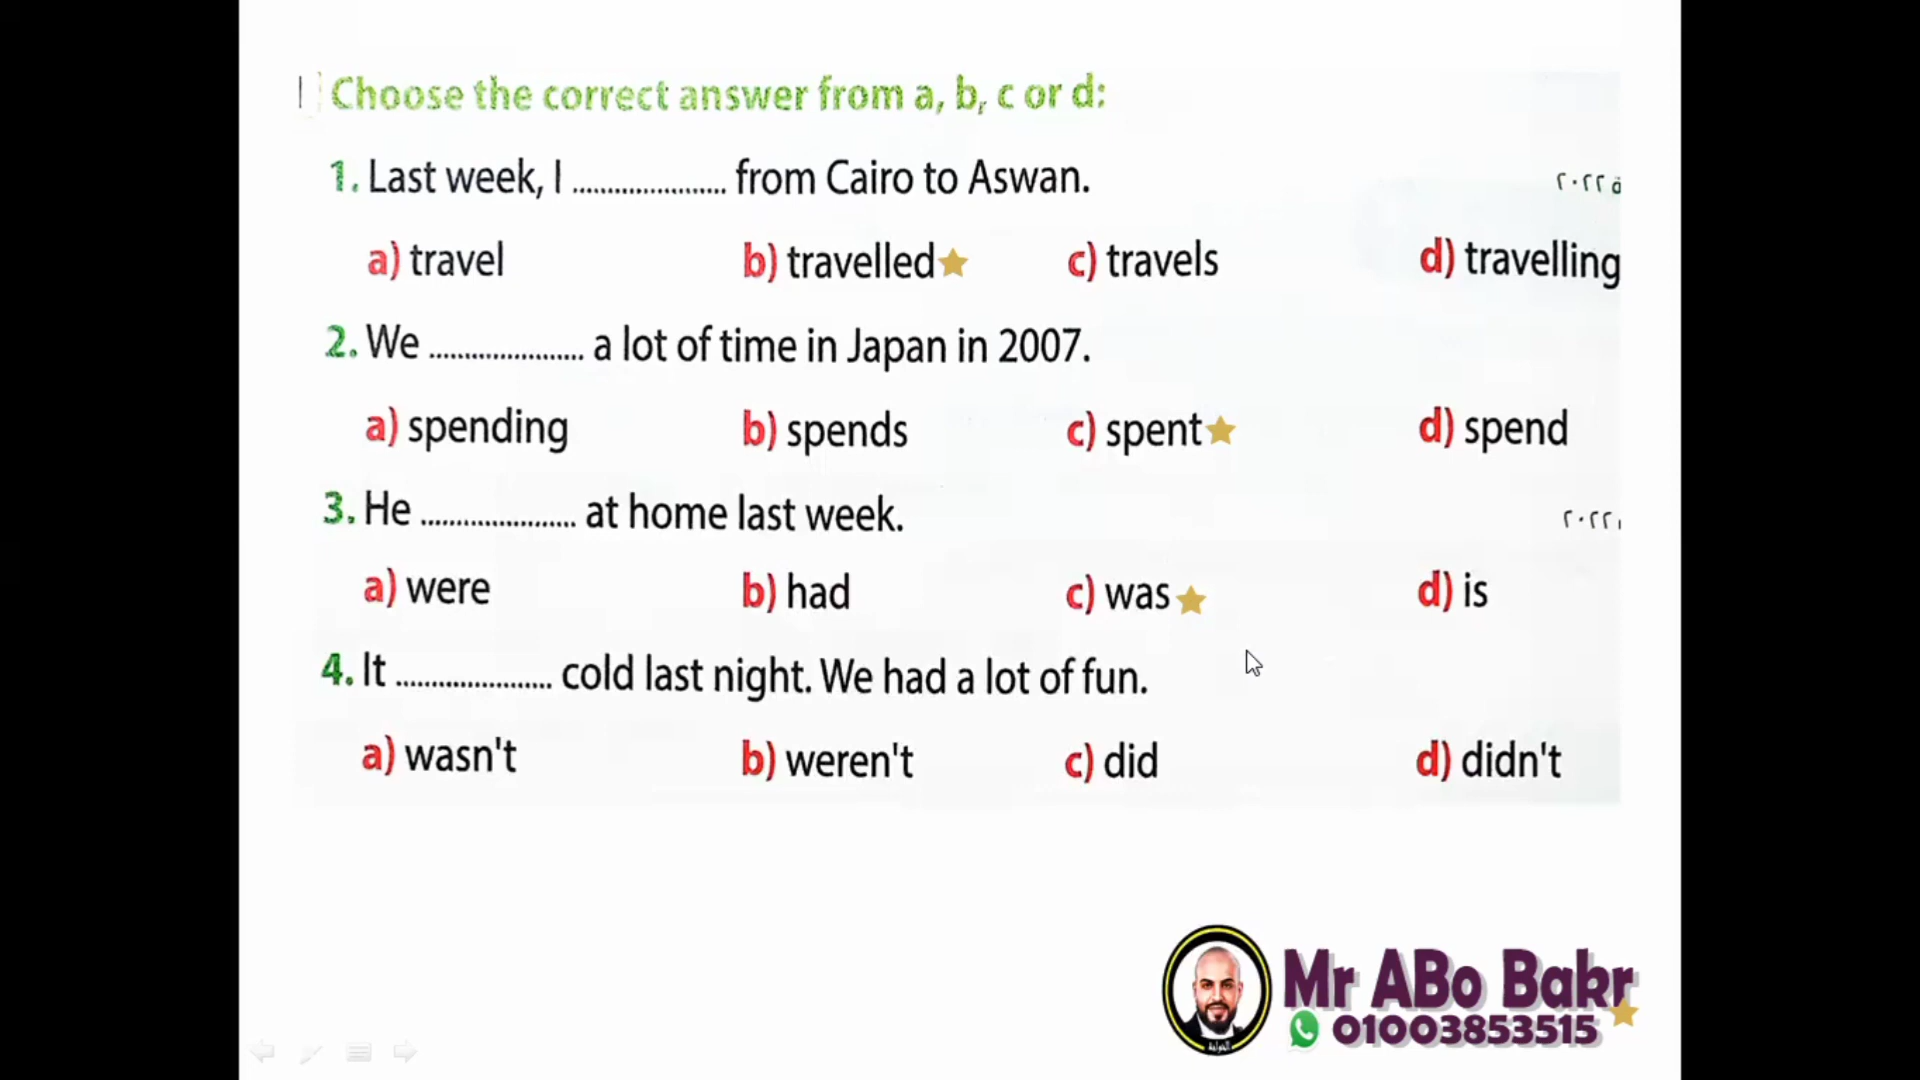 Choose the correct answer from a, b, c or d:
1. Last week, I ...................... from Cairo to Aswan.
٢٠٢٢
a) travel b) travelled c) travels d) travelling
2. We ...................... a lot of time in Japan in 2007.
a) spending b) spends c) spent d) spend
3. He ...................... at home last week.
٢٠٢٢
a) were b) had c) was d) is
4. It ...................... cold last night. We had a lot of fun.
a) wasn't b) weren't c) did d) didn't
Mr ABo Bakr
01003853515